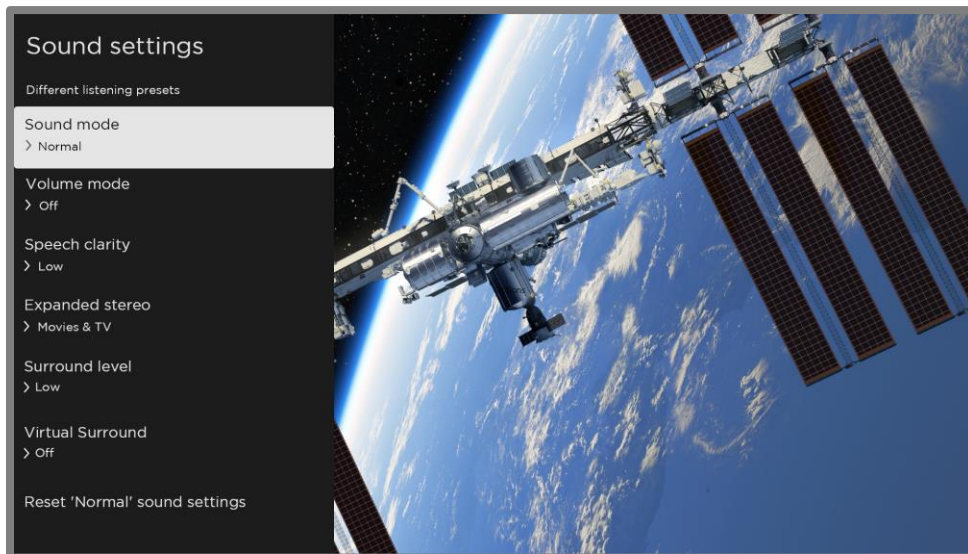 Sound settings
Different listening presets
Sound mode
> Normal
Volume mode
> Off
Speech clarity
> Low
Expanded stereo
> Movies & TV
Surround level
> Low
Virtual Surround
> Off
Reset 'Normal' sound settings